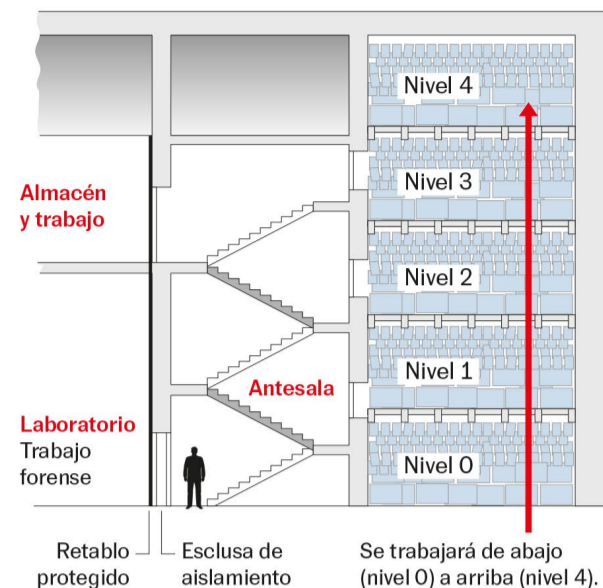 Nivel 4
Almacén
y trabajo
Nivel 3
Nivel 2
Antesala
Nivel 1
Laboratorio
Trabajo
forense
Nivel 0
Retablo
protegido
Esclusa de
aislamiento
Se trabajará de abajo
(nivel 0) a arriba (nivel 4).